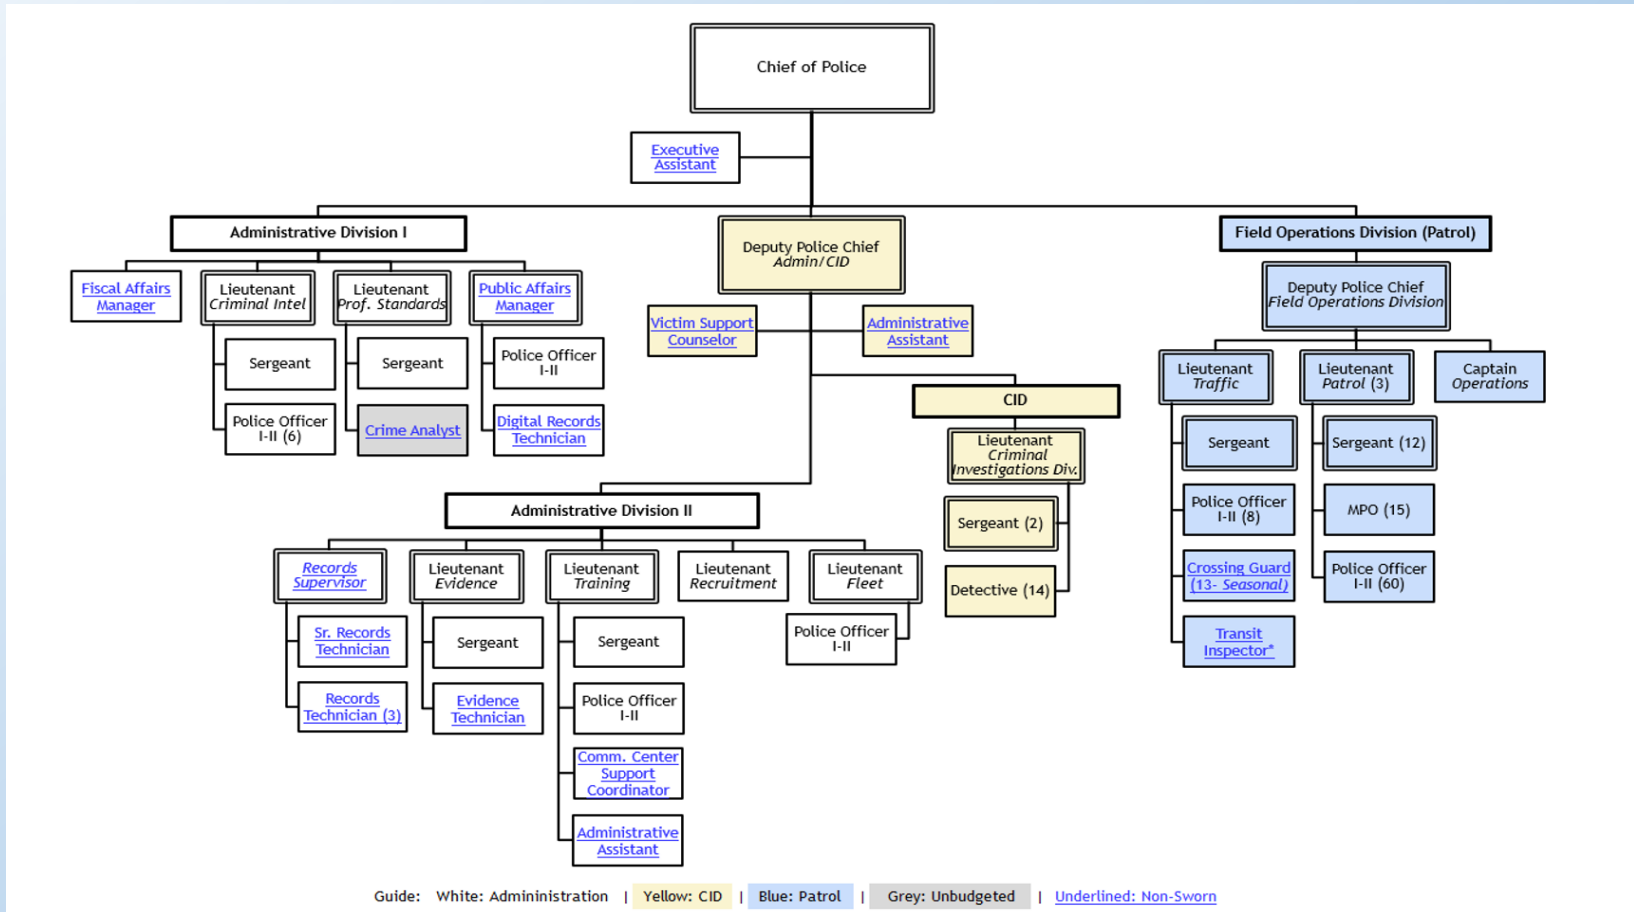 Chief of Police
Executive
Assistant
Administrative Division I
Fiscal Affairs
Manager
Lieutenant
Criminal Intel
Sergeant
Police Officer
I-II (6)
Lieutenant
Prof. Standards
Sergeant
Crime Analyst
Public Affairs
Manager
Police Officer
I-II
Digital Records
Technician
Deputy Police Chief
Admin/CID
Victim Support
Counselor
Administrative
Assistant
CID
Lieutenant
Criminal
Investigations Div.
Sergeant (2)
Detective (14)
Administrative Division II
Records
Supervisor
Sr. Records
Technician
Records
Technician (3)
Lieutenant
Evidence
Sergeant
Evidence
Technician
Lieutenant
Training
Sergeant
Police Officer
I-II
Comm. Center
Support
Coordinator
Administrative
Assistant
Lieutenant
Recruitment
Lieutenant
Fleet
Police Officer
I-II
Field Operations Division (Patrol)
Deputy Police Chief
Field Operations Division
Lieutenant
Traffic
Sergeant
Police Officer
I-II (8)
Crossing Guard
(13- Seasonal)
Transit
Inspector*
Lieutenant
Patrol (3)
Sergeant (12)
MPO (15)
Police Officer
I-II (60)
Captain
Operations
Guide: White: Admininistration | Yellow: CID | Blue: Patrol | Grey: Unbudgeted | Underlined: Non-Sworn